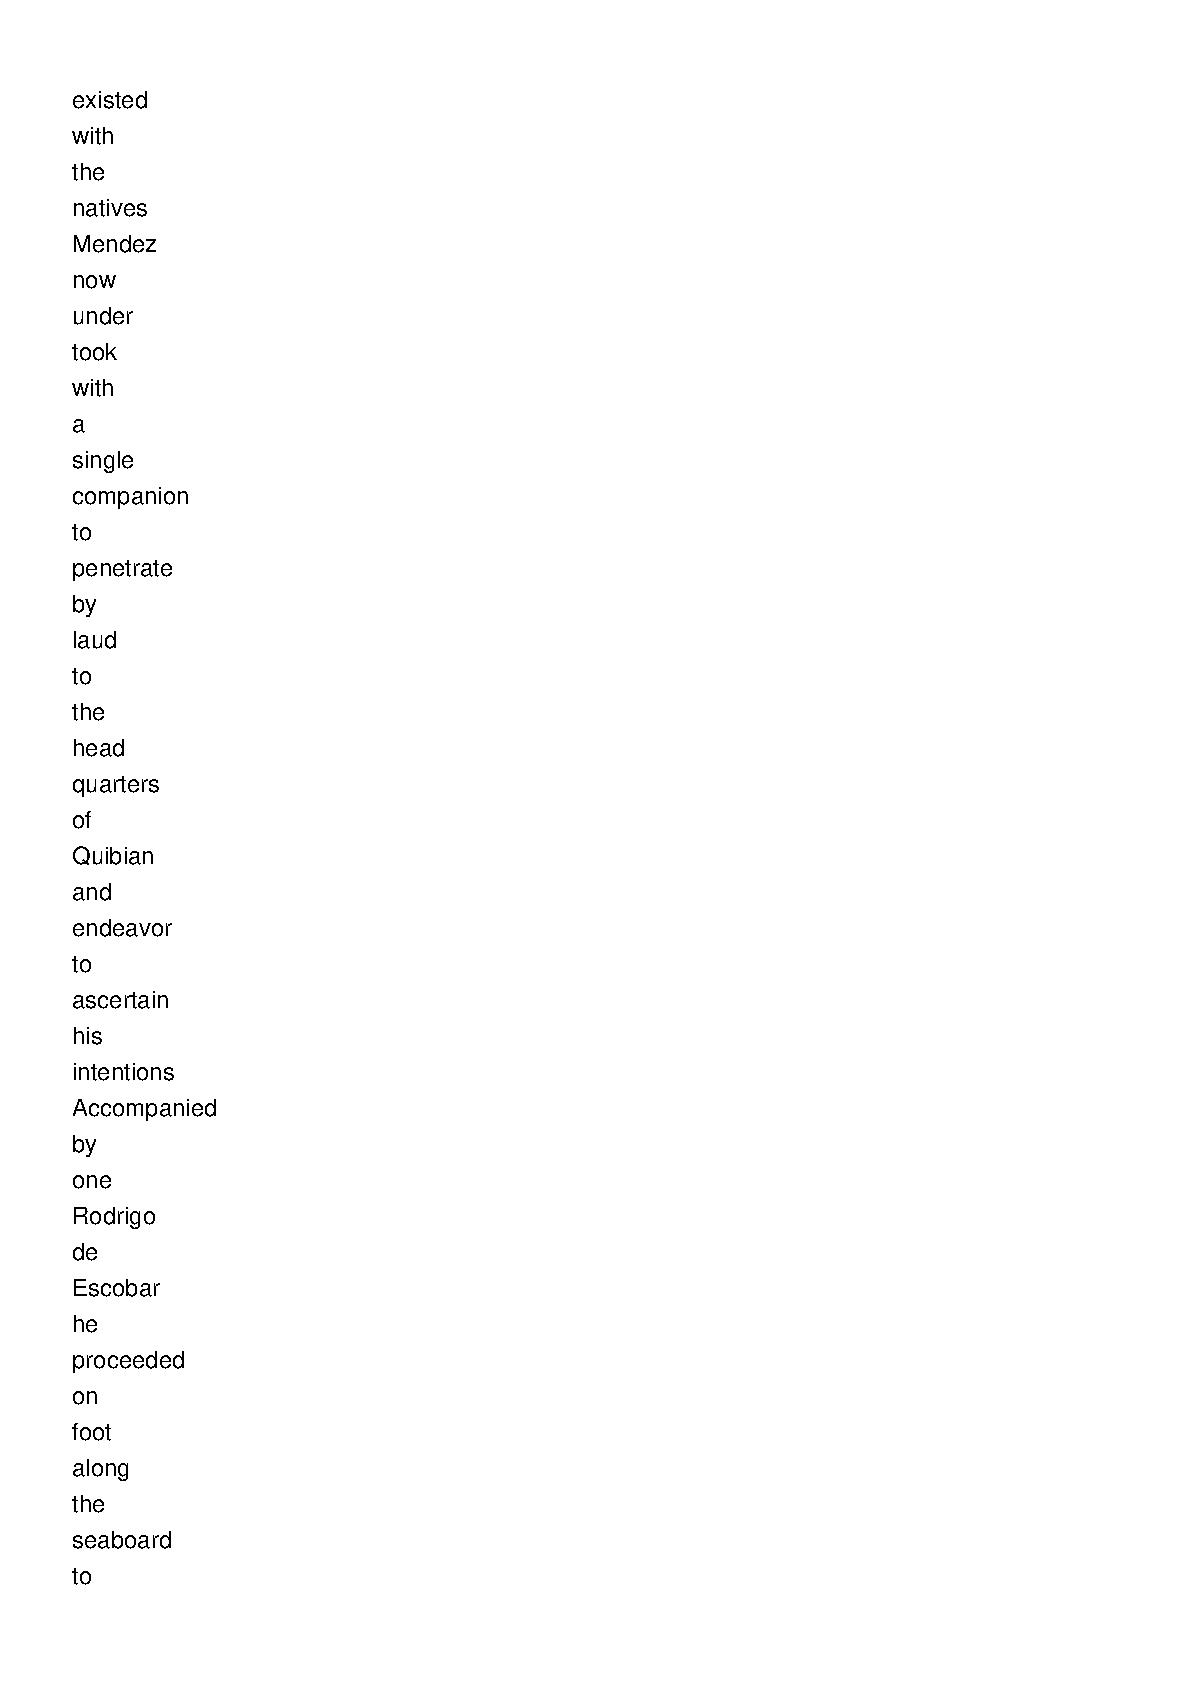 existed
with
the
natives
Mendez
now
under
took
with
a
single
companion
to
penetrate
by
laud
to
the
head
quarters
of
Quibian
and
endeavor
to
ascertain
his
intentions
Accompanied
by
one
Rodrigo
de
Escobar
he
proceeded
on
foot
along
the
seaboard
to